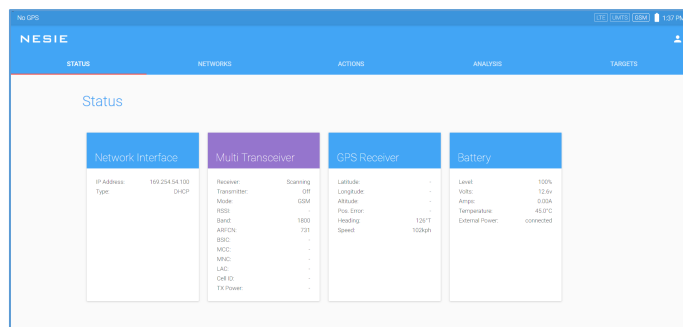 No GPS LTE UMTS GSM 1:37 PM
NESIE
STATUS NETWORKS ACTIONS ANALYSIS TARGETS
Status
Network Interface
IP Address: 169.254.54.100
Type: DHCP
Multi Transceiver
Receiver: Scanning
Transmitter: Off
Mode: GSM
RSSI: -
Band: 1800
ARFCN: 731
BSIC: -
MCC: -
MNC: -
LAC: -
Cell ID: -
TX Power: -
GPS Receiver
Latitude: -
Longitude: -
Altitude: -
Pos. Error: -
Heading: 126°T
Speed: 102kph
Battery
Level: 100%
Volts: 12.6v
Amps: 0.00A
Temperature: 45.0°C
External Power: connected